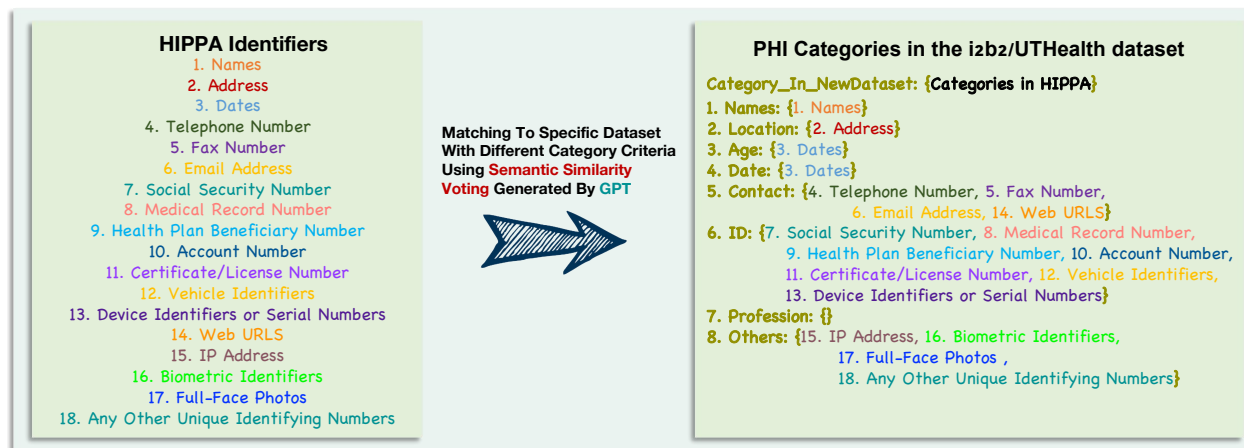 HIPPA Identifiers
1. Names
2. Address
3. Dates
4. Telephone Number
5. Fax Number
6. Email Address
7. Social Security Number
8. Medical Record Number
9. Health Plan Beneficiary Number
10. Account Number
11. Certificate/License Number
12. Vehicle Identifiers
13. Device Identifiers or Serial Numbers
14. Web URLS
15. IP Address
16. Biometric Identifiers
17. Full-Face Photos
18. Any Other Unique Identifying Numbers
Matching To Specific Dataset
With Different Category Criteria
Using Semantic Similarity
Voting Generated By GPT
PHI Categories in the i2b2/UTHealth dataset
Category_In_NewDataset: {Categories in HIPPA}
1. Names: {1. Names}
2. Location: {2. Address}
3. Age: {3. Dates}
4. Date: {3. Dates}
5. Contact: {4. Telephone Number, 5. Fax Number,
6. Email Address, 14. Web URLS}
6. ID: {7. Social Security Number, 8. Medical Record Number,
9. Health Plan Beneficiary Number, 10. Account Number,
11. Certificate/License Number, 12. Vehicle Identifiers,
13. Device Identifiers or Serial Numbers}
7. Profession: {}
8. Others: {15. IP Address, 16. Biometric Identifiers,
17. Full-Face Photos ,
18. Any Other Unique Identifying Numbers}